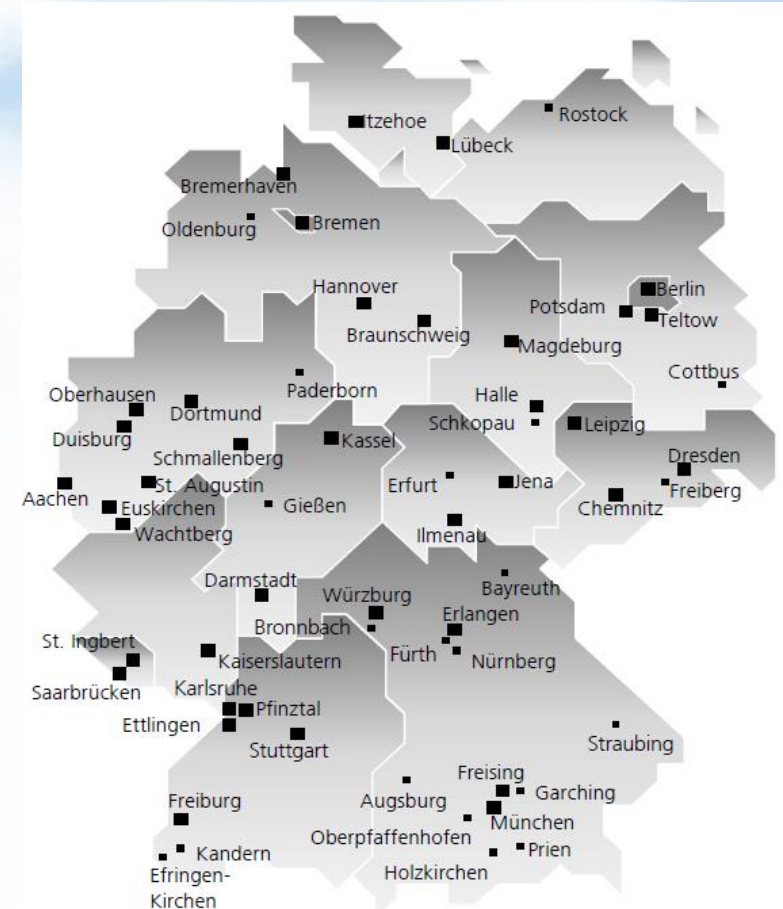 Rostock
Itzehoe
Lübeck
Bremerhaven
Oldenburg
Bremen
Hannover
Berlin
Potsdam
Teltow
Braunschweig
Magdeburg
Cottbus
Paderborn
Oberhausen
Halle
Dortmund
Schkopau
Leipzig
Duisburg
Kassel
Schmallenberg
Dresden
Aachen
St. Augustin
Erfurt
Jena
Freiberg
Euskirchen
Gießen
Chemnitz
Wachtberg
Ilmenau
Darmstadt
Bayreuth
Würzburg
Erlangen
Bronnbach
St. Ingbert
Kaiserslautern
Fürth
Nürnberg
Saarbrücken
Karlsruhe
Pfinztal
Ettlingen
Stuttgart
Straubing
Freising
Freiburg
Augsburg
Garching
München
Oberpfaffenhofen
Kandern
Prien
Holzkirchen
Efringen-
Kirchen